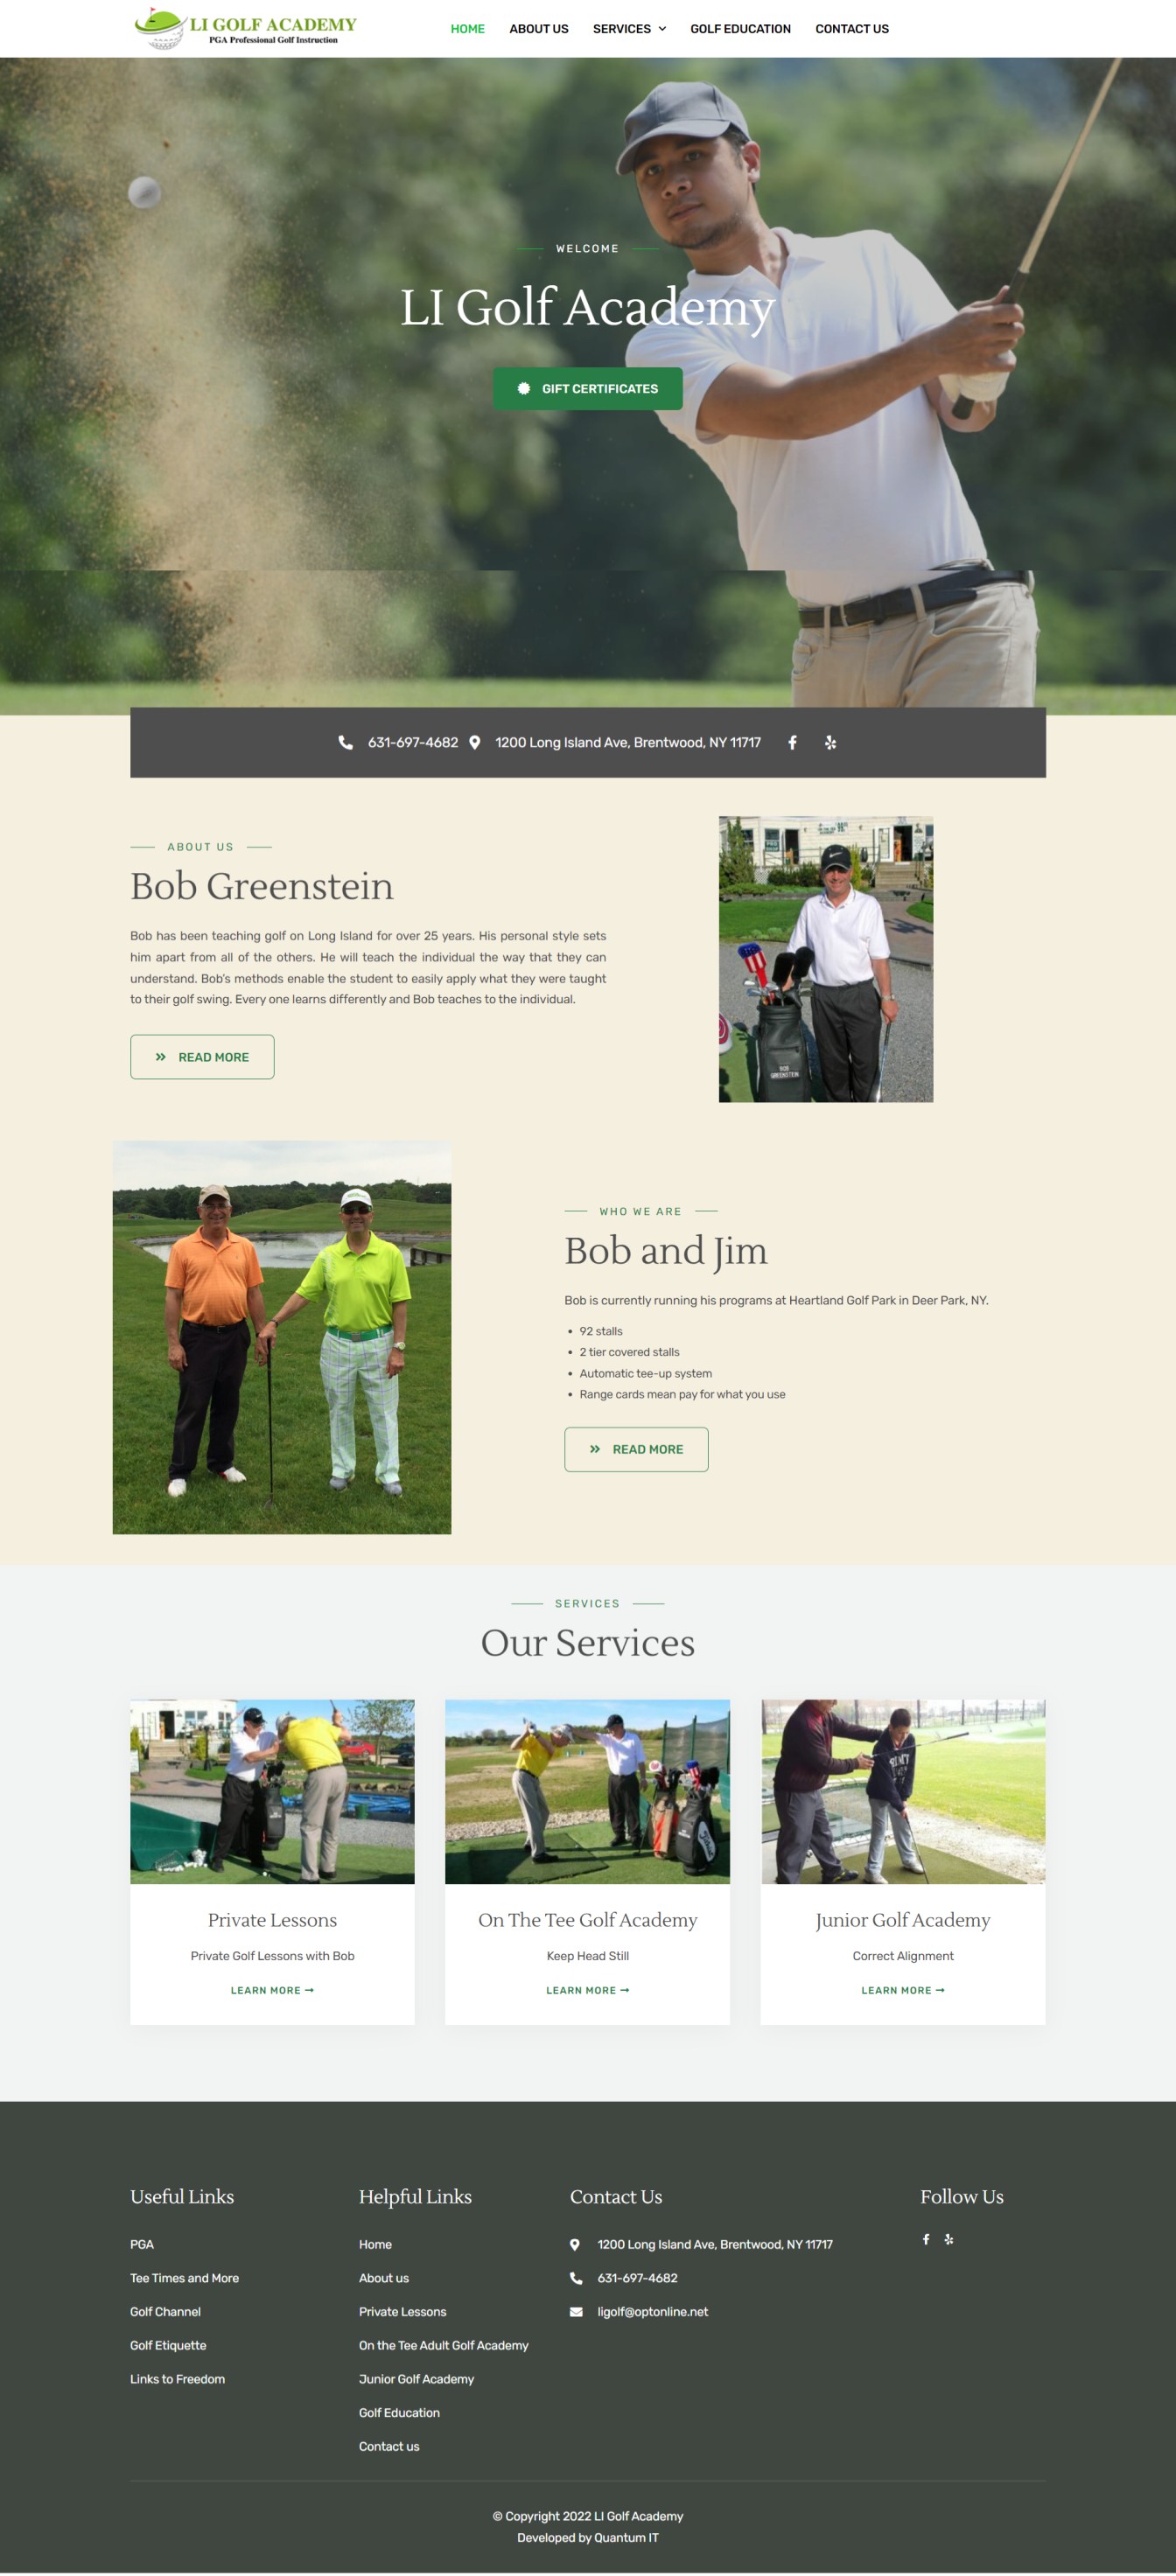 LI GOLF ACADEMY
PGA Professional Golf Instruction
HOME ABOUT US SERVICES GOLF EDUCATION CONTACT US
WELCOME
LI Golf Academy
GIFT CERTIFICATES
631-697-4682 1200 Long Island Ave, Brentwood, NY 11717
ABOUT US
Bob Greenstein
Bob has been teaching golf on Long Island for over 25 years. His personal style sets
him apart from all of the others. He will teach the individual the way that they can
understand. Bob's methods enable the student to easily apply what they were taught
to their golf swing. Every one learns differently and Bob teaches to the individual.
READ MORE
BOB
GREENSTEIN
WHO WE ARE
Bob and Jim
Bob is currently running his programs at Heartland Golf Park in Deer Park, NY.
• 92 stalls
• 2 tier covered stalls
• Automatic tee-up system
• Range cards mean pay for what you use
READ MORE
SERVICES
Our Services
Private Lessons
Private Golf Lessons with Bob
LEARN MORE
On The Tee Golf Academy
Keep Head Still
LEARN MORE
Junior Golf Academy
Correct Alignment
LEARN MORE
Useful Links
PGA
Tee Times and More
Golf Channel
Golf Etiquette
Links to Freedom
Helpful Links
Home
About us
Private Lessons
On the Tee Adult Golf Academy
Junior Golf Academy
Golf Education
Contact us
Contact Us
1200 Long Island Ave, Brentwood, NY 11717
631-697-4682
ligolf@optonline.net
Follow Us
© Copyright 2022 LI Golf Academy
Developed by Quantum IT